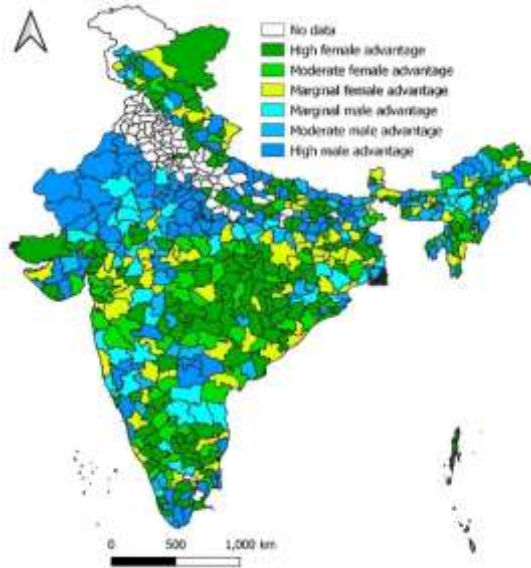 No data
High female advantage
Moderate female advantage
Marginal female advantage
Marginal male advantage
Moderate male advantage
High male advantage
0 500 1,000 km